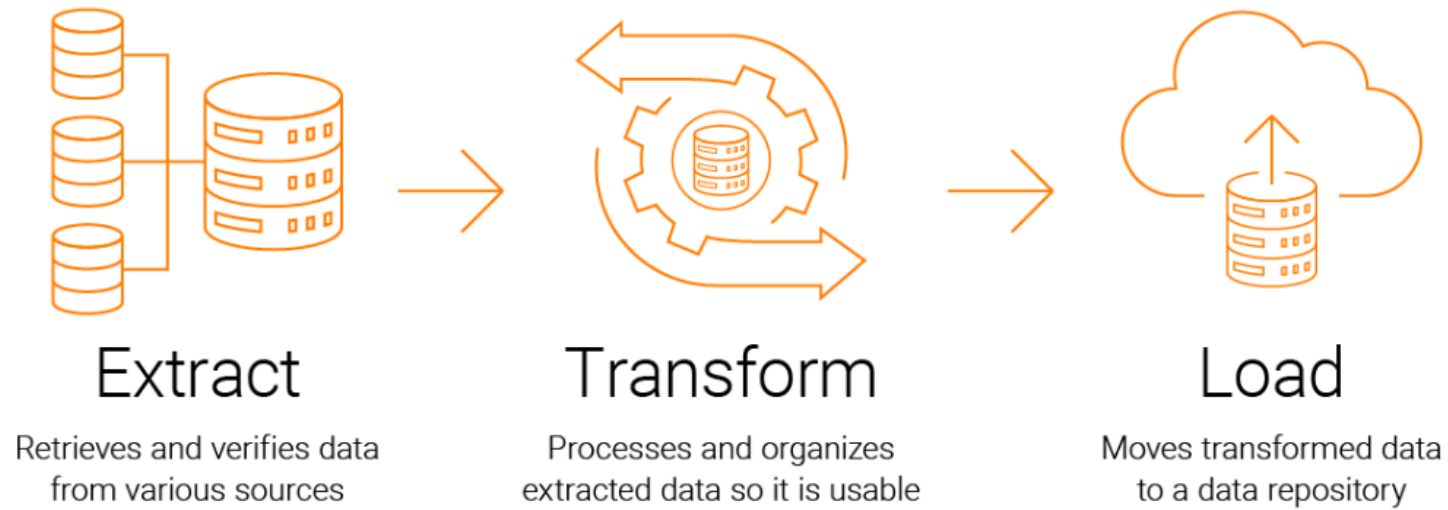 Extract
Retrieves and verifies data
from various sources
Transform
Processes and organizes
extracted data so it is usable
Load
Moves transformed data
to a data repository